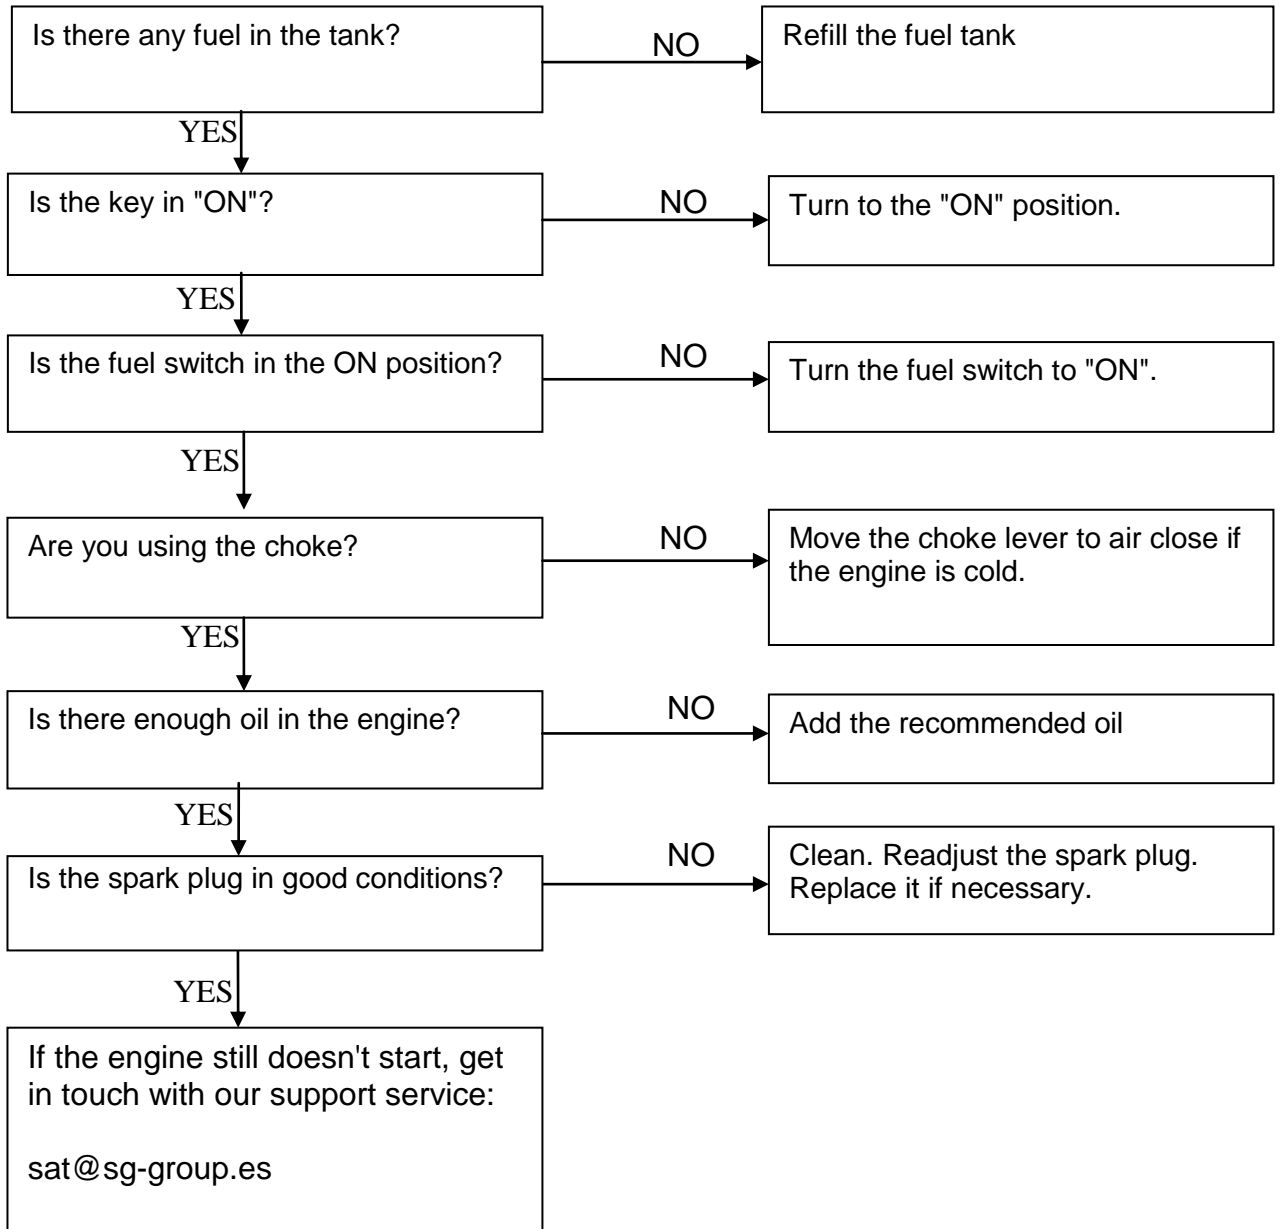 Is there any fuel in the tank?
NO
Refill the fuel tank
YES
Is the key in "ON"?
NO
Turn to the "ON" position.
YES
Is the fuel switch in the ON position?
NO
Turn the fuel switch to "ON".
YES
Are you using the choke?
NO
Move the choke lever to air close if
the engine is cold.
YES
Is there enough oil in the engine?
NO
Add the recommended oil
YES
Is the spark plug in good conditions?
NO
Clean. Readjust the spark plug.
Replace it if necessary.
YES
If the engine still doesn't start, get
in touch with our support service:
sat@sg-group.es